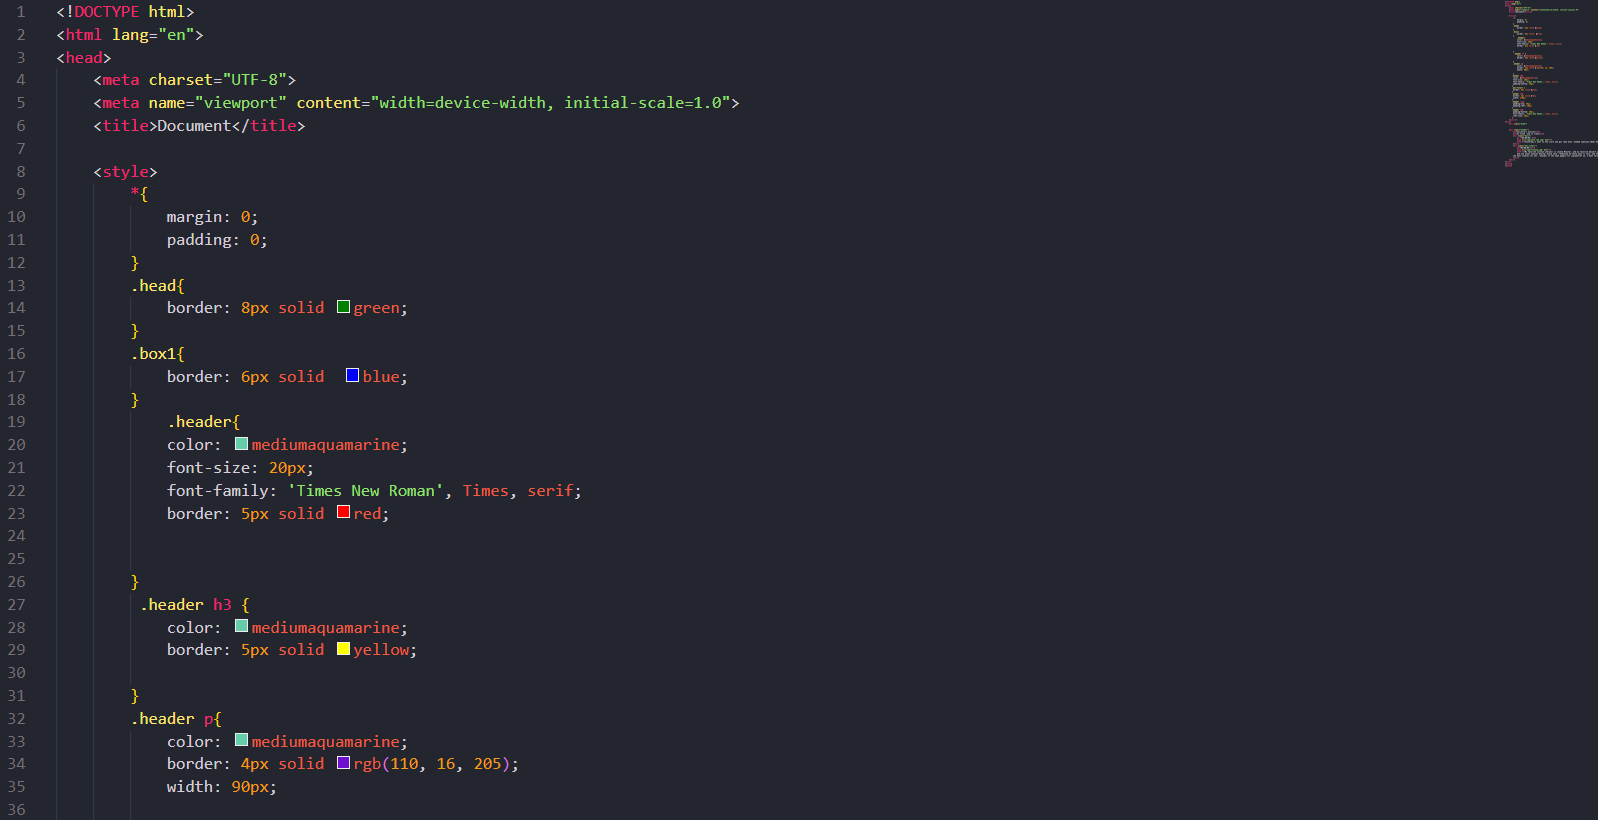 1 <!DOCTYPE html>
2 <html lang="en">
3 <head>
4 <meta charset="UTF-8">
5 <meta name="viewport" content="width=device-width, initial-scale=1.0">
6 <title>Document</title>
7
8 <style>
9 *{
10 margin: 0;
11 padding: 0;
12 }
13 .head{
14 border: 8px solid green;
15 }
16 .box1{
17 border: 6px solid  blue;
18 }
19 .header{
20 color: mediumaquamarine;
21 font-size: 20px;
22 font-family: 'Times New Roman', Times, serif;
23 border: 5px solid red;
24
25
26 }
27 .header h3 {
28 color: mediumaquamarine;
29 border: 5px solid yellow;
30
31 }
32 .header p{
33 color: mediumaquamarine;
34 border: 4px solid rgb(110, 16, 205);
35 width: 90px;
36